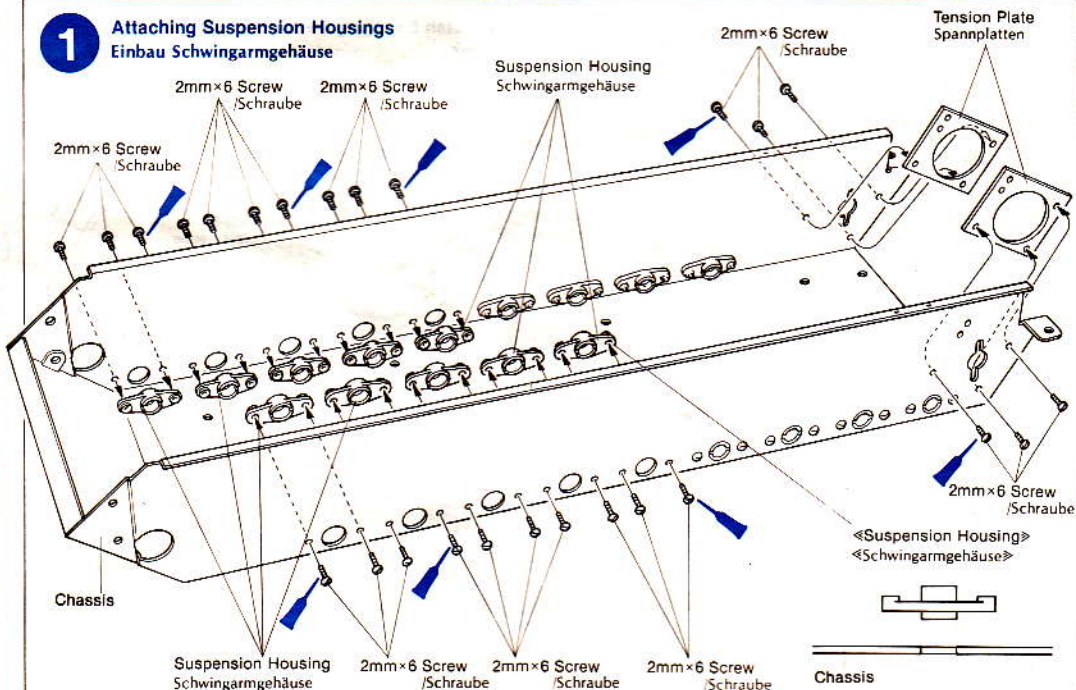 1
Attaching Suspension Housings
Einbau Schwingarmgehäuse
Tension Plate
Spannplatten
2mm×6 Screw
/Schraube
Suspension Housing
Schwingarmgehäuse
2mm×6 Screw
/Schraube
2mm×6 Screw
/Schraube
2mm×6 Screw
/Schraube
2mm×6 Screw
/Schraube
≪Suspension Housing≫
≪Schwingarmgehäuse≫
Chassis
Suspension Housing
Schwingarmgehäuse
2mm×6 Screw
/Schraube
2mm×6 Screw
/Schraube
2mm×6 Screw
/Schraube
Chassis